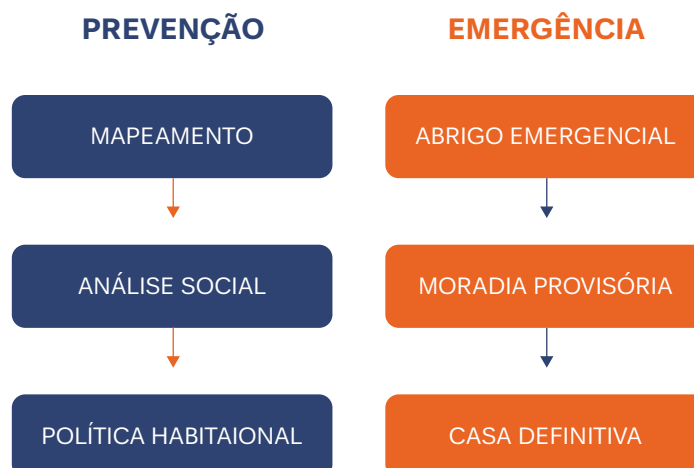 PREVENÇÃO
MAPEAMENTO
ANÁLISE SOCIAL
POLÍTICA HABITAIONAL
EMERGÊNCIA
ABRIGO EMERGENCIAL
MORADIA PROVISÓRIA
CASA DEFINITIVA